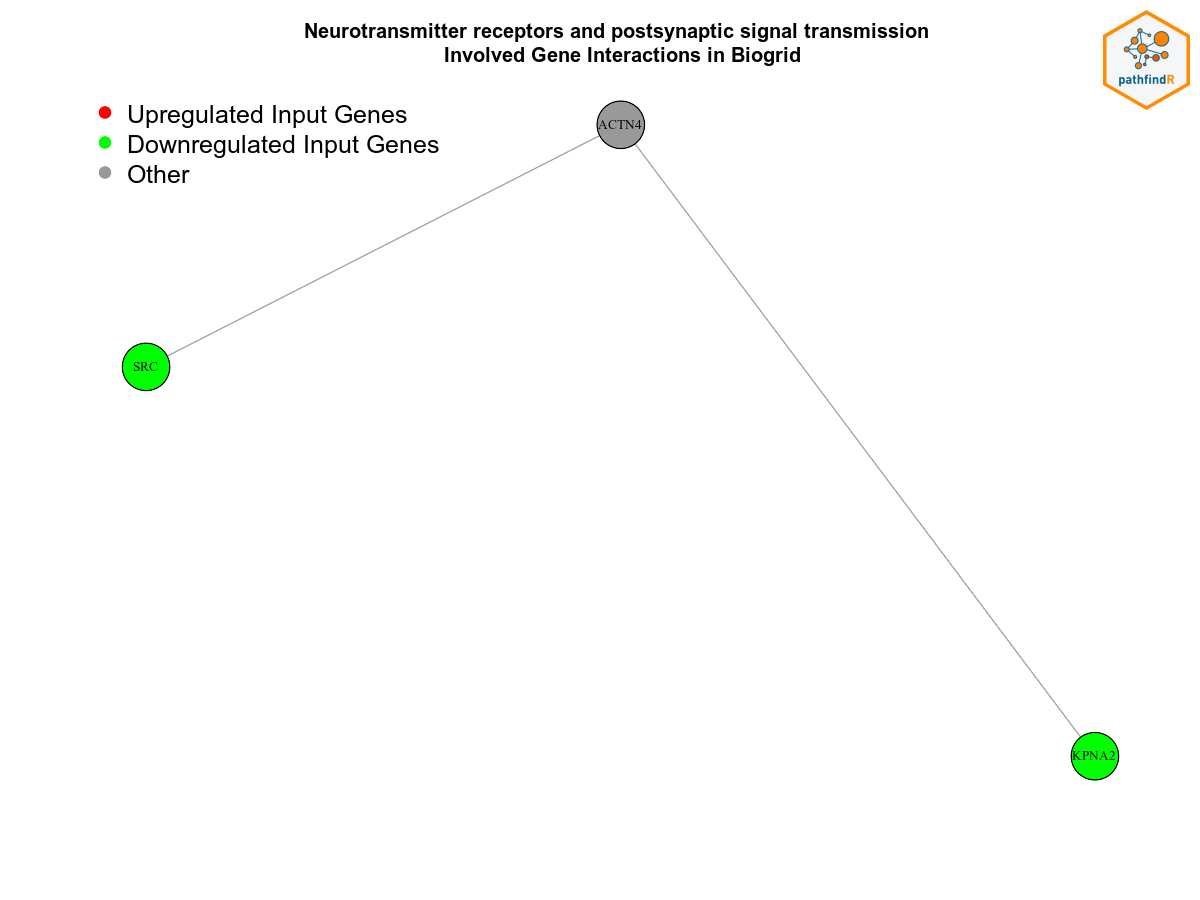 Neurotransmitter receptors and postsynaptic signal transmission
Involved Gene Interactions in Biogrid
pathfindR
Upregulated Input Genes
Downregulated Input Genes
Other
ACTN4
SRC
KPNA2